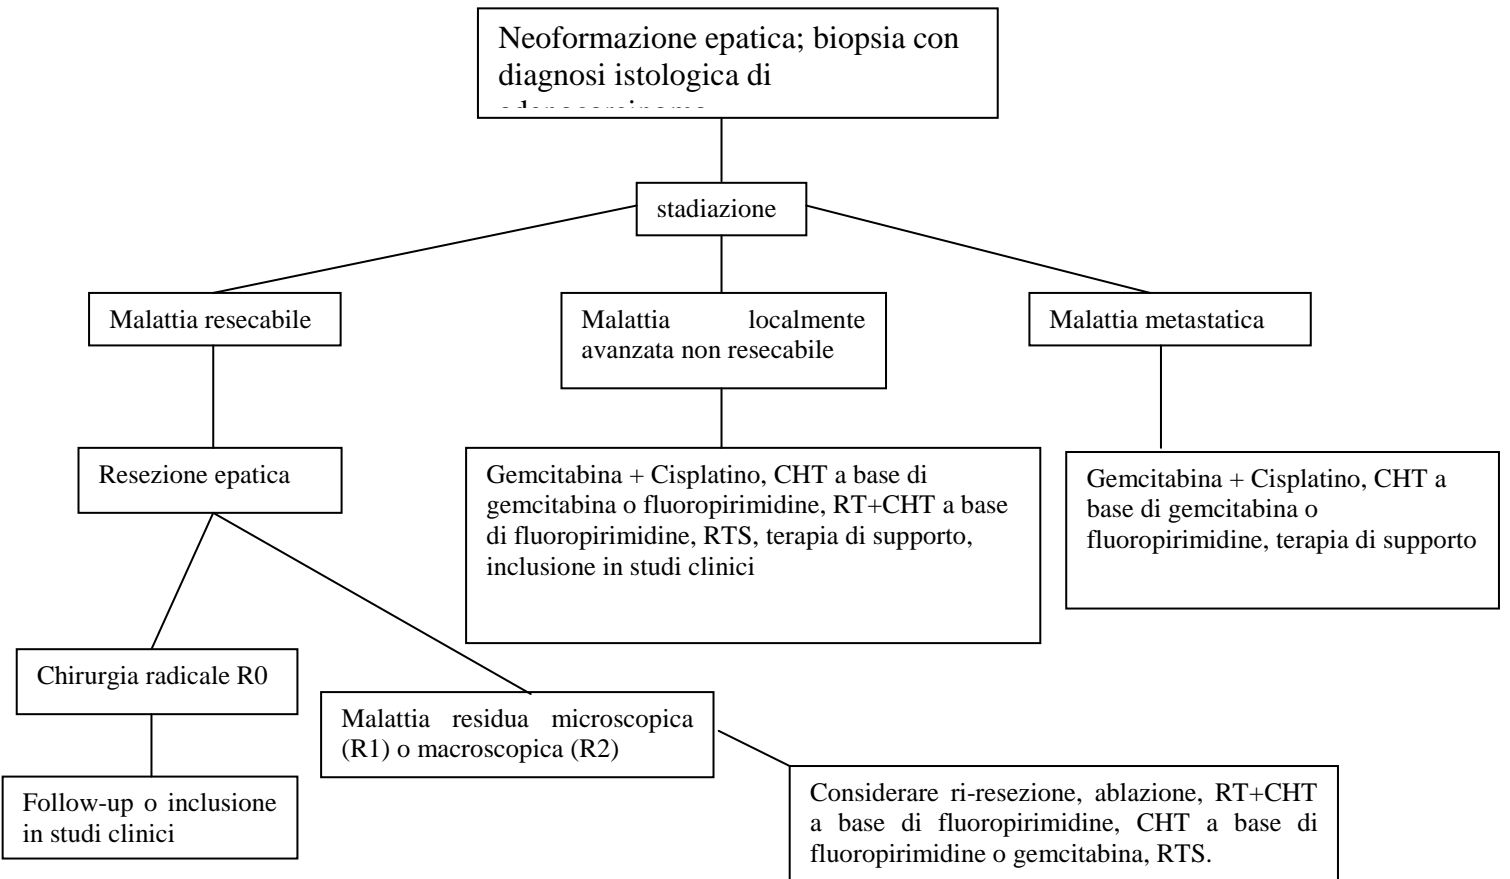 Neoformazione epatica; biopsia con
diagnosi istologica di
stadiazione
Malattia resecabile
Malattia localmente
avanzata non resecabile
Malattia metastatica
Resezione epatica
Gemcitabina + Cisplatino, CHT a base di
gemcitabina o fluoropirimidine, RT+CHT a base
di fluoropirimidine, RTS, terapia di supporto,
inclusione in studi clinici
Gemcitabina + Cisplatino, CHT a
base di gemcitabina o
fluoropirimidine, terapia di supporto
Chirurgia radicale R0
Malattia residua microscopica
(R1) o macroscopica (R2)
Follow-up o inclusione
in studi clinici
Considerare ri-resezione, ablazione, RT+CHT
a base di fluoropirimidine, CHT a base di
fluoropirimidine o gemcitabina, RTS.